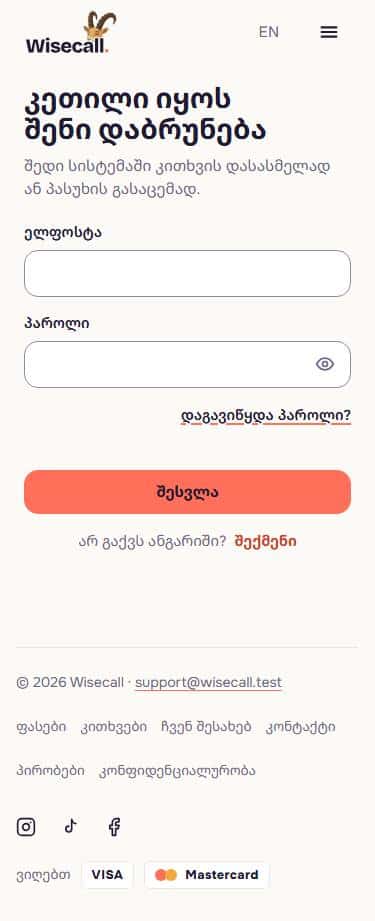 Wisecall.
EN
კეთილი იყოს
შენი დაბრუნება
შედი სისტემაში კითხვის დასასმელად
ან პასუხის გასაცემად.
ელფოსტა
პაროლი
დაგავიწყდა პაროლი?
შესვლა
არ გაქვს ანგარიში? შექმენი
© 2026 Wisecall · support@wisecall.test
ფასები კითხვები ჩვენ შესახებ კონტაქტი
პირობები კონფიდენციალურობა
ვიღებთ VISA Mastercard